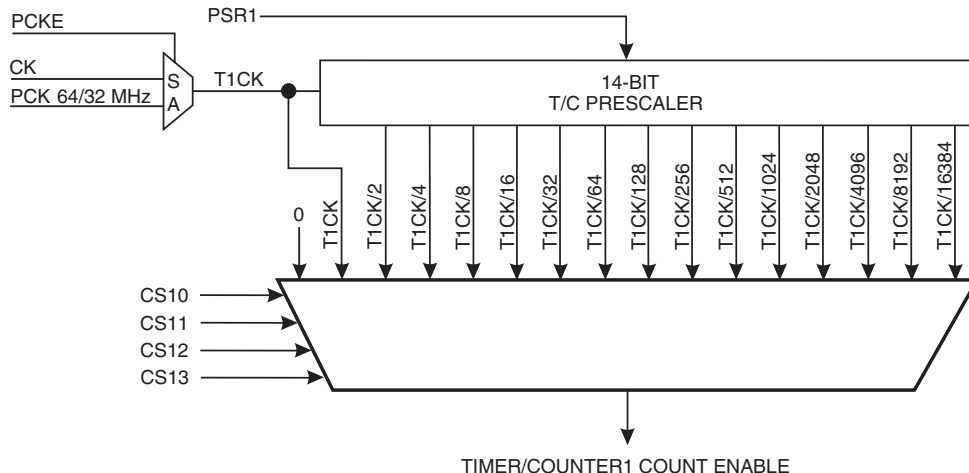 PCKE
PSR1
CK
PCK 64/32 MHz
S
A
T1CK
14-BIT
T/C PRESCALER
0
T1CK
T1CK/2
T1CK/4
T1CK/8
T1CK/16
T1CK/32
T1CK/64
T1CK/128
T1CK/256
T1CK/512
T1CK/1024
T1CK/2048
T1CK/4096
T1CK/8192
T1CK/16384
CS10
CS11
CS12
CS13
TIMER/COUNTER1 COUNT ENABLE